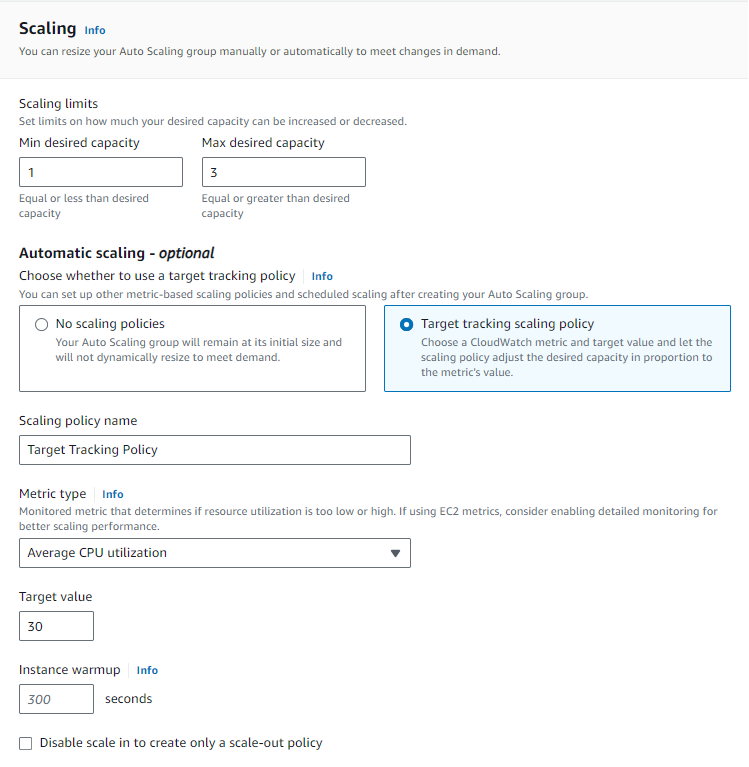 Scaling Info
You can resize your Auto Scaling group manually or automatically to meet changes in demand.
Scaling limits
Set limits on how much your desired capacity can be increased or decreased.
Min desired capacity
Max desired capacity
1
3
Equal or less than desired
capacity
Equal or greater than desired
capacity
Automatic scaling - optional
Choose whether to use a target tracking policy Info
You can set up other metric-based scaling policies and scheduled scaling after creating your Auto Scaling group.
No scaling policies
Your Auto Scaling group will remain at its initial size and
will not dynamically resize to meet demand.
Target tracking scaling policy
Choose a CloudWatch metric and target value and let the
scaling policy adjust the desired capacity in proportion to
the metric's value.
Scaling policy name
Target Tracking Policy
Metric type Info
Monitored metric that determines if resource utilization is too low or high. If using EC2 metrics, consider enabling detailed monitoring for
better scaling performance.
Average CPU utilization
Target value
30
Instance warmup Info
300 seconds
Disable scale in to create only a scale-out policy